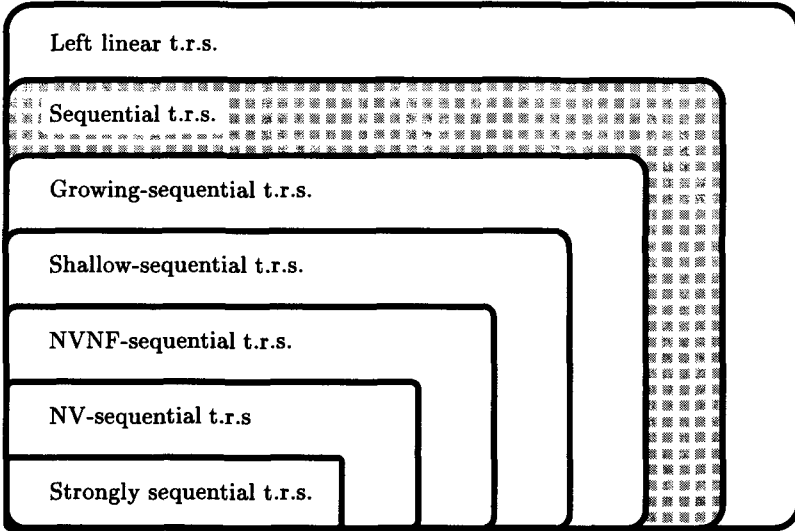 Left linear t.r.s.
Sequential t.r.s.
Growing-sequential t.r.s.
Shallow-sequential t.r.s.
NVNF-sequential t.r.s.
NV-sequential t.r.s
Strongly sequential t.r.s.